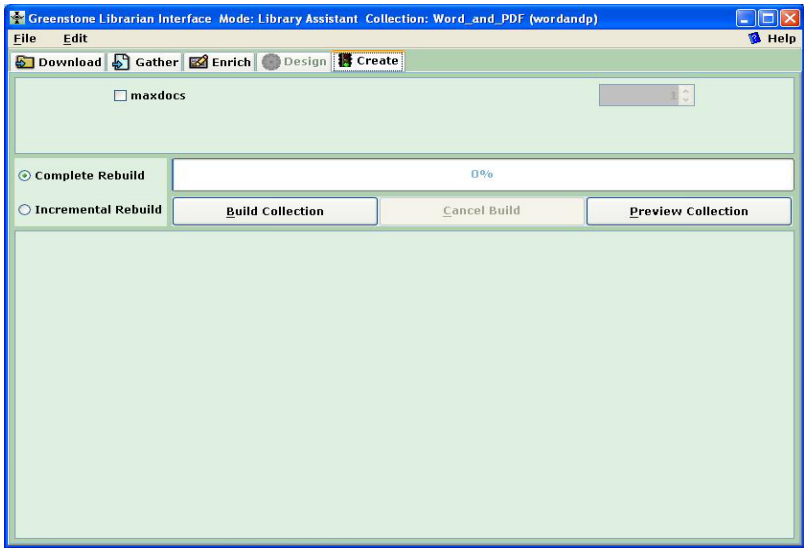 Greenstone Librarian Interface  Mode: Library Assistant  Collection: Word_and_PDF (wordandp)
File Edit Help
Download Gather Enrich Design Create
maxdocs 1
Complete Rebuild 0%
Incremental Rebuild Build Collection Cancel Build Preview Collection